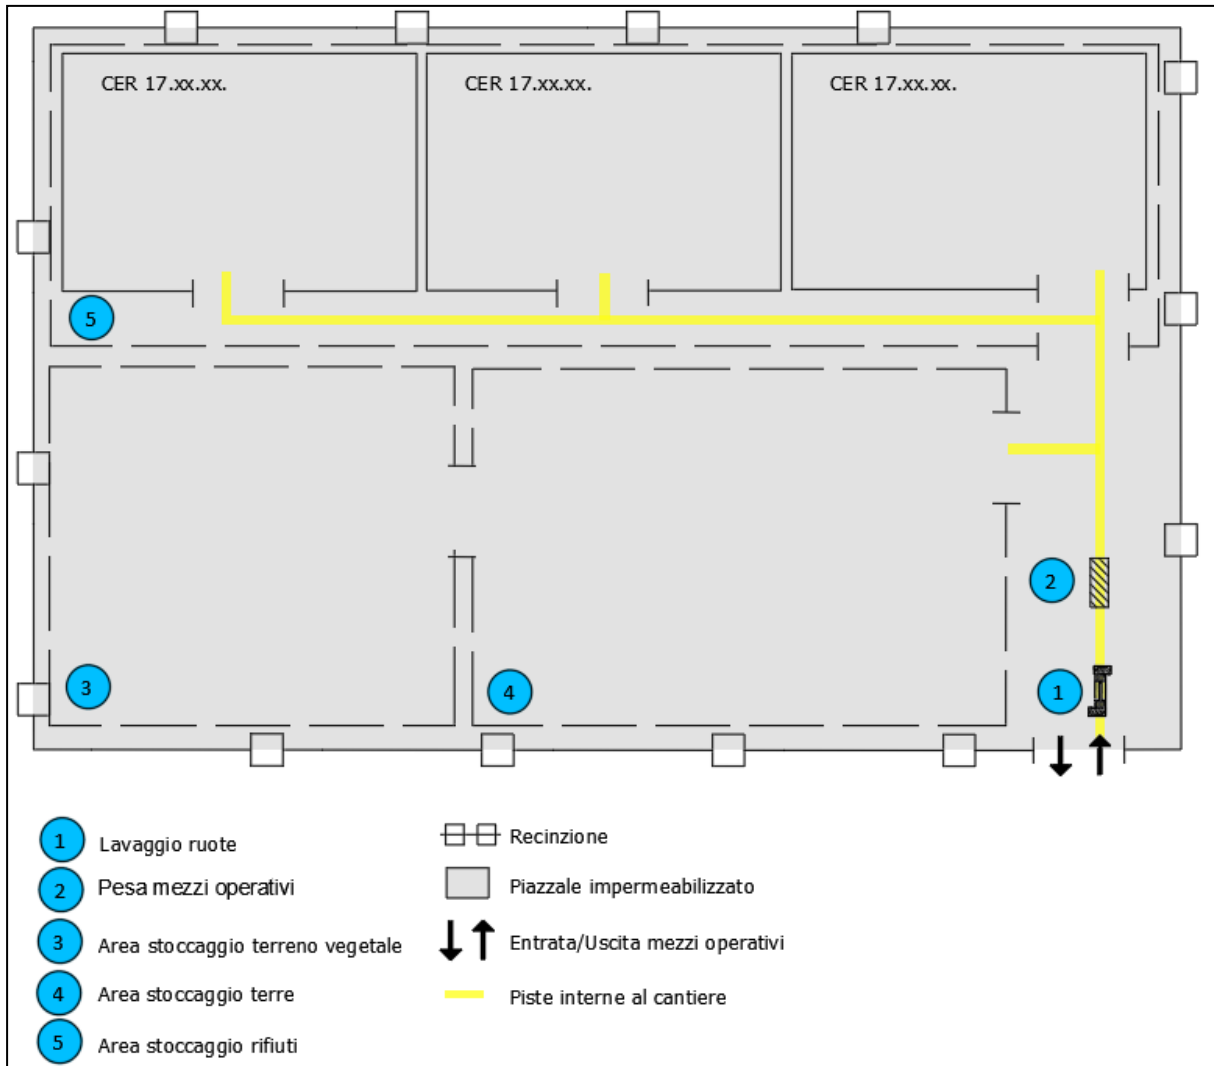 CER 17.xx.xx. CER 17.xx.xx. CER 17.xx.xx.
5
2
3
4
1
1 Lavaggio ruote
2 Pesa mezzi operativi
3 Area stoccaggio terreno vegetale
4 Area stoccaggio terre
5 Area stoccaggio rifiuti
Recinzione
Piazzale impermeabilizzato
Entrata/Uscita mezzi operativi
Piste interne al cantiere